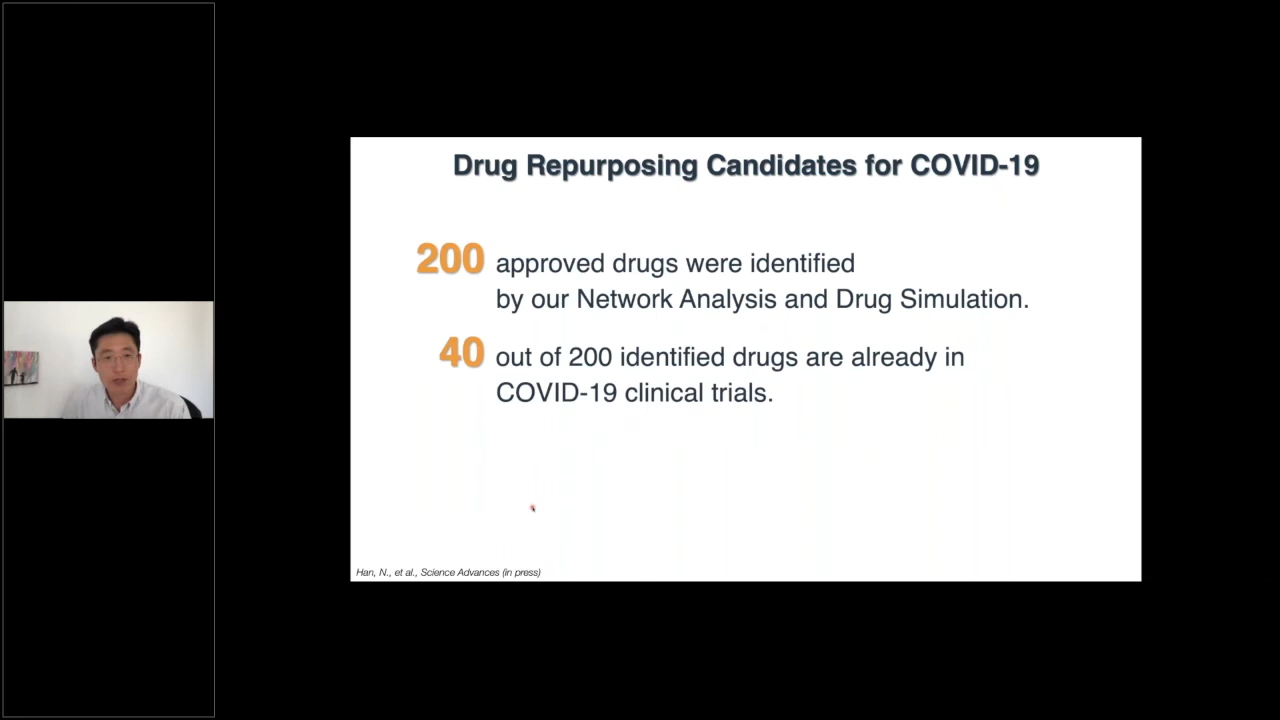 Drug Repurposing Candidates for COVID-19
200 approved drugs were identified
by our Network Analysis and Drug Simulation.
40 out of 200 identified drugs are already in
COVID-19 clinical trials.
Han, N., et al., Science Advances (in press)